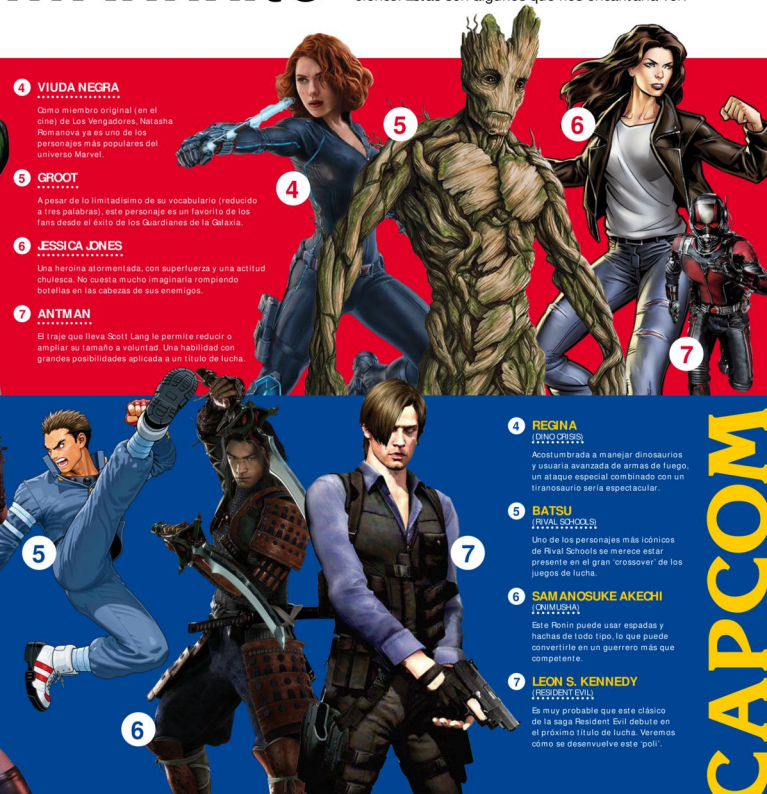 ciones. Estas son algunos que nos encantaría ver.
4 VIUDA NEGRA
Como miembro original (en el
cine) de Los Vengadores, Natasha
Romanova ya es uno de los
personajes más populares del
universo Marvel.
5 GROOT
A pesar de lo limitadísimo de su vocabulario (reducido
a tres palabras), este personaje es un favorito de los
fans desde el éxito de los Guardianes de la Galaxia.
6 JESSICA JONES
Una heroína atormentada, con superfuerza y una actitud
chulesca. No cuesta mucho imaginarla rompiendo
botellas en las cabezas de sus enemigos.
7 ANTMAN
El traje que lleva Scott Lang le permite reducir o
ampliar su tamaño a voluntad. Una habilidad con
grandes posibilidades aplicada a un título de lucha.
4
5
6
7
5
6
7
4 REGINA
(DINO CRISIS)
Acostumbrada a manejar dinosaurios
y usuaria avanzada de armas de fuego,
un ataque especial combinado con un
tiranosaurio sería espectacular.
5 BATSU
(RIVAL SCHOOLS)
Uno de los personajes más icónicos
de Rival Schools se merece estar
presente en el gran 'crossover' de los
juegos de lucha.
6 SAMANOSUKE AKECHI
(ONIMUSHA)
Este Ronin puede usar espadas y
hachas de todo tipo, lo que puede
convertirle en un guerrero más que
competente.
7 LEON S. KENNEDY
(RESIDENT EVIL)
Es muy probable que este clásico
de la saga Resident Evil debute en
el próximo título de lucha. Veremos
cómo se desenvuelve este 'poli'.
CAPCOM